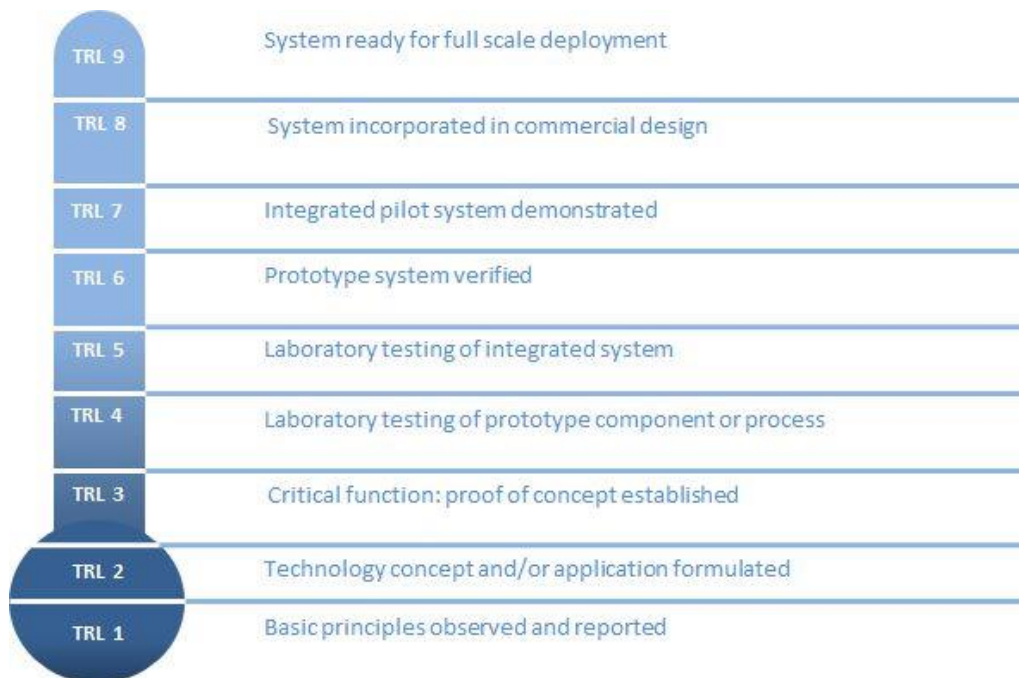 TRL 9 System ready for full scale deployment
TRL 8 System incorporated in commercial design
TRL 7 Integrated pilot system demonstrated
TRL 6 Prototype system verified
TRL 5 Laboratory testing of integrated system
TRL 4 Laboratory testing of prototype component or process
TRL 3 Critical function: proof of concept established
TRL 2 Technology concept and/or application formulated
TRL 1 Basic principles observed and reported